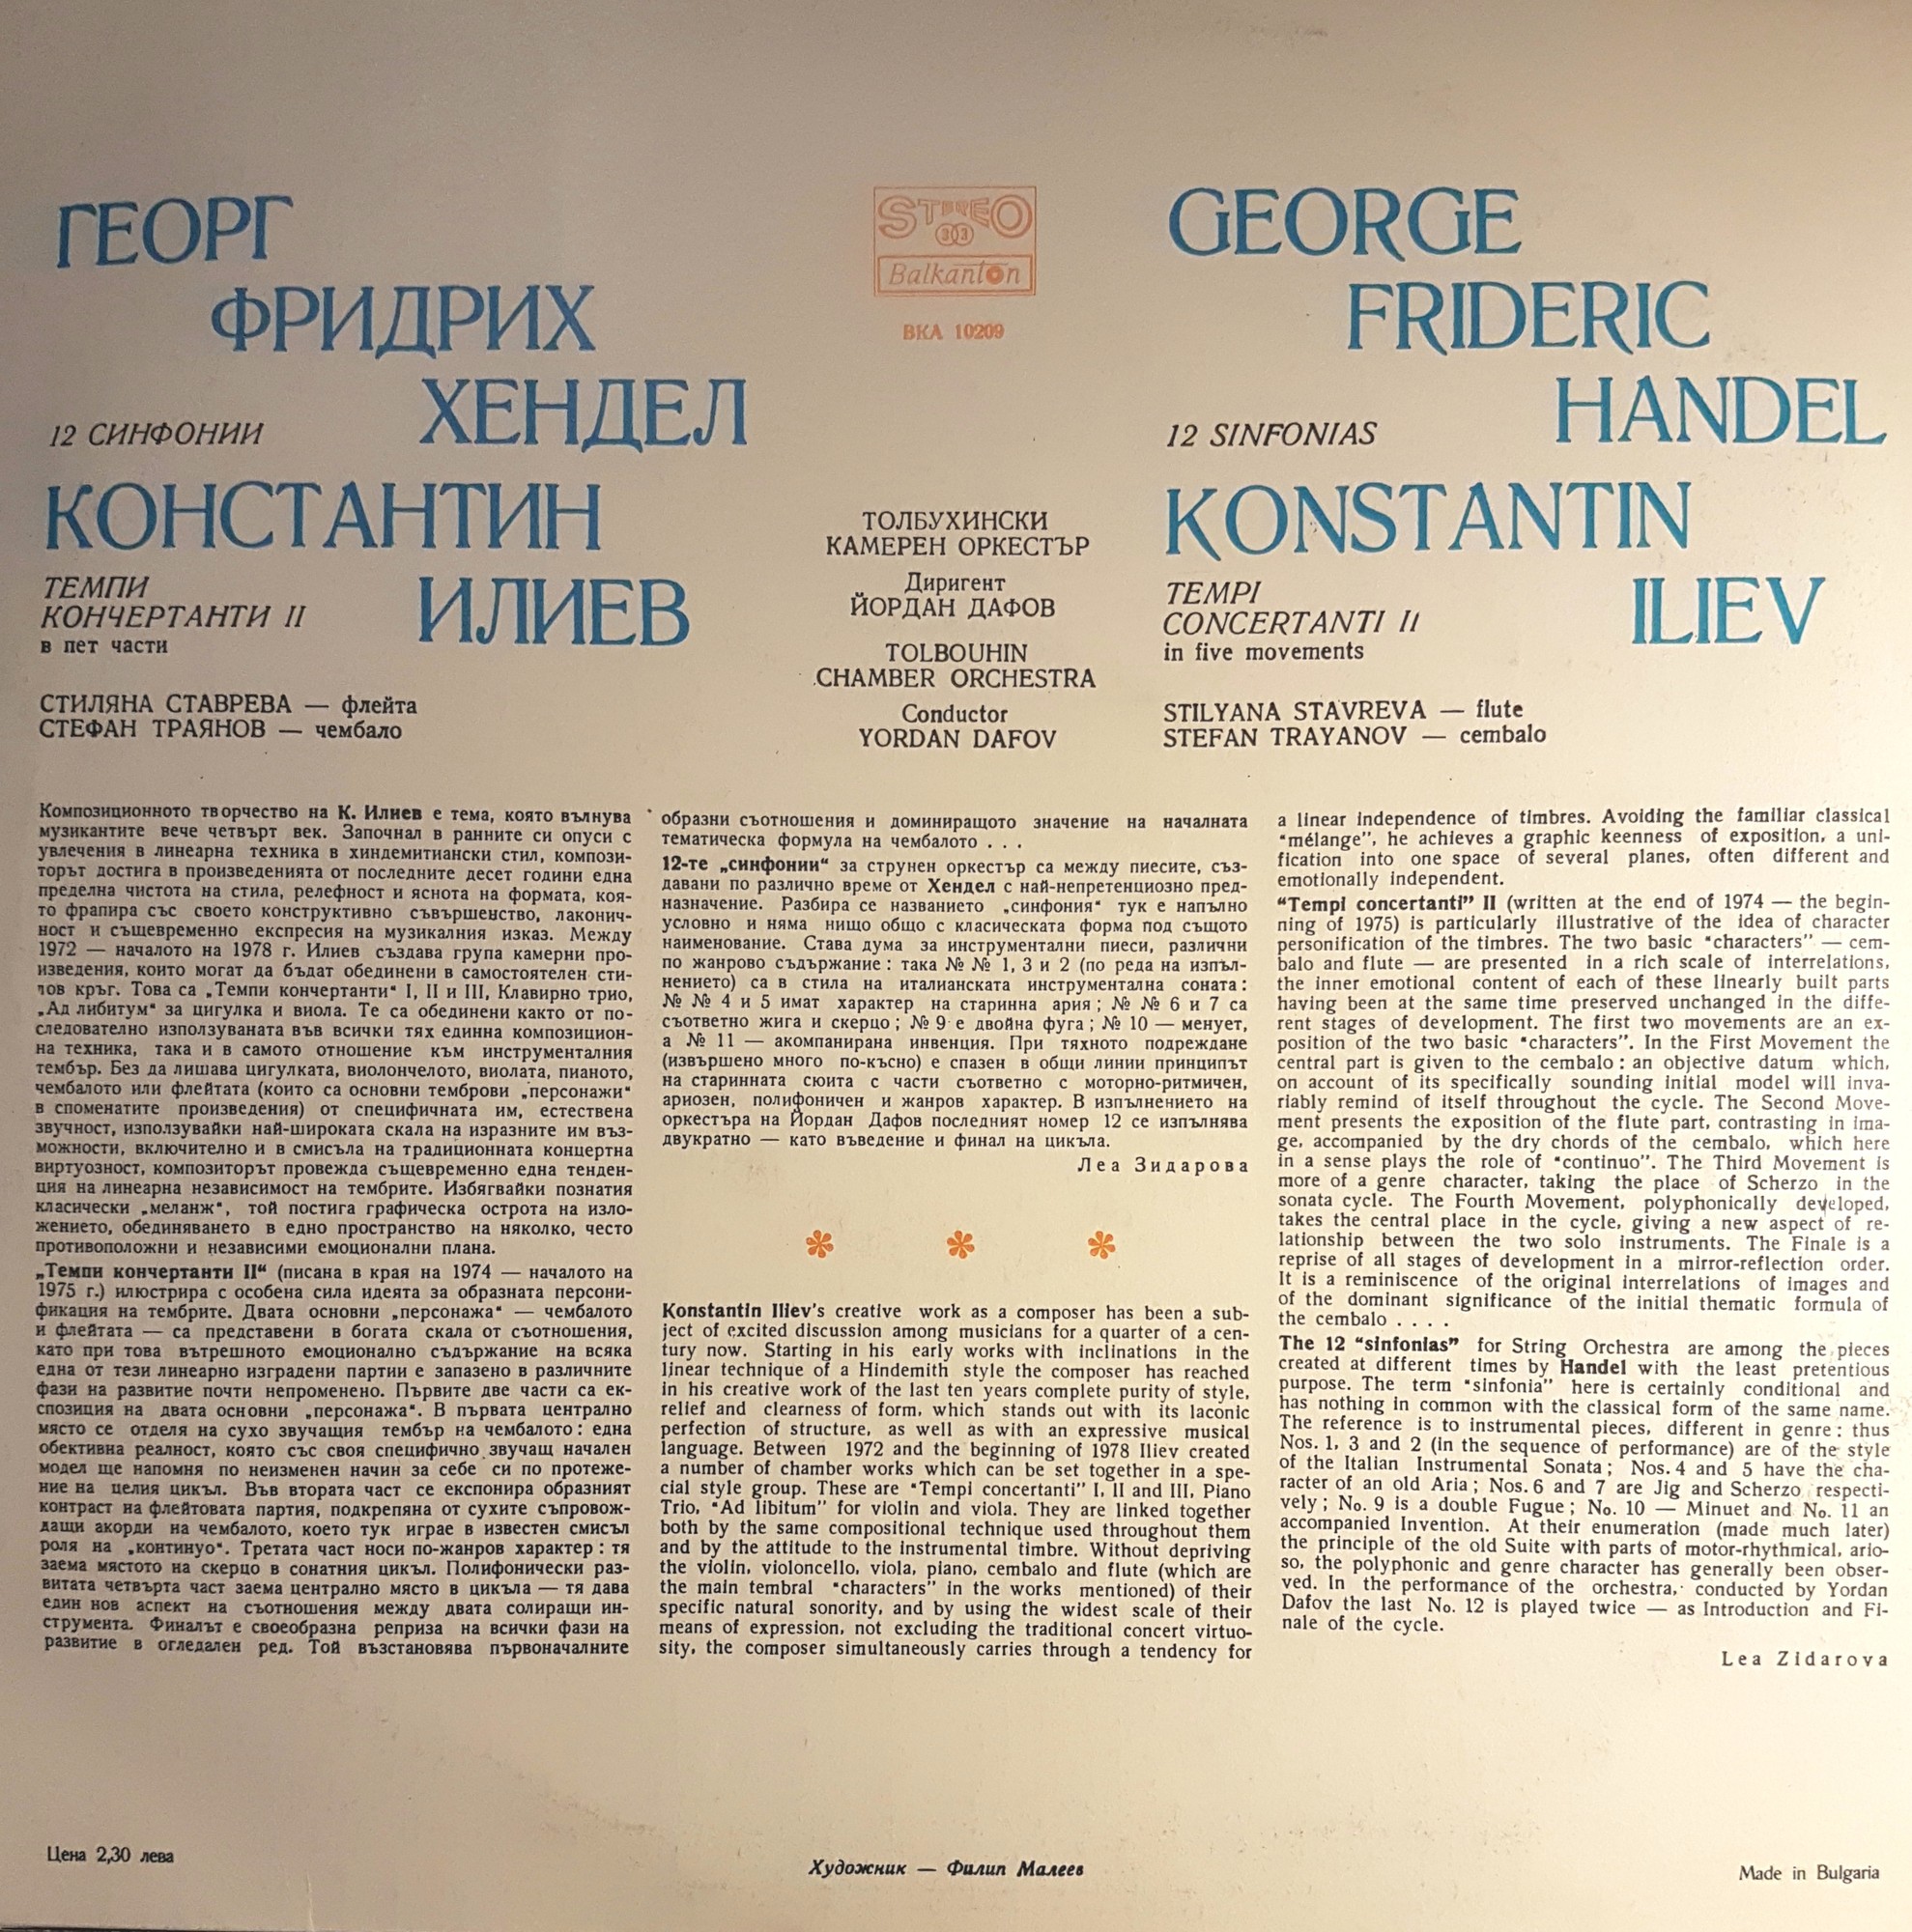 ГЕОРГ
ФРИДРИХ
ХЕНДЕЛ
12 СИНФОНИИ
КОНСТАНТИН
ИЛИЕВ
ТЕМПИ
КОНЧЕРТАНТИ II
в пет части
СТИЛЯНА СТАВРЕВА — флейта
СТЕФАН ТРАЯНОВ — чембало
STEREO
33
Balkanton
ВКА 10209
ТОЛБУХИНСКИ
КАМЕРЕН ОРКЕСТЪР
Диригент
ЙОРДАН ДАФОВ
TOLBOUHIN
CHAMBER ORCHESTRA
Conductor
YORDAN DAFOV
GEORGE
FRIDERIC
HANDEL
12 SINFONIAS
KONSTANTIN
ILIEV
TEMPI
CONCERTANTI II
in five movements
STILYANA STAVREVA — flute
STEFAN TRAYANOV — cembalo
Композиционното творчество на К. Илиев е тема, която вълнува
музикантите вече четвърт век. Започнал в ранните си опуси с
увлечения в линеарна техника в хиндемитиански стил, компози-
торът достига в произведенията от последните десет години една
пределна чистота на стила, релефност и яснота на формата, коя-
то фрапира със своето конструктивно съвършенство, лаконич-
ност и същевременно експресия на музикалния изказ. Между
1972 — началото на 1978 г. Илиев създава група камерни про-
изведения, които могат да бъдат обединени в самостоятелен сти-
лов кръг. Това са „Темпи кончертанти“ I, II и III, Клавирно трио,
„Ад либитум“ за цигулка и виола. Те са обединени както от по-
следователно използуваната във всички тях единна композицион-
на техника, така и в самото отношение към инструменталния
тембър. Без да лишава цигулката, виолончелото, виолата, пианото,
чембалото или флейтата (които са основни темброви „персонажи“
в споменатите произведения) от специфичната им, естествена
звучност, използувайки най-широката скала на изразните им въз-
можности, включително и в смисъла на традиционната концертна
виртуозност, композиторът провежда същевременно една тенден-
ция на линеарна независимост на тембрите. Избягвайки познатия
класически „меланж“, той постига графическа острота на изло-
жението, обединяването в едно пространство на няколко, често
противоположни и независими емоционални плана.
„Темпи кончертанти II“ (писана в края на 1974 — началото на
1975 г.) илюстрира с особена сила идеята за образната персони-
фикация на тембрите. Двата основни „персонажа“ — чембалото
и флейтата — са представени в богата скала от съотношения,
като при това вътрешното емоционално съдържание на всяка
една от тези линеарно изградени партии е запазено в различните
фази на развитие почти непроменено. Първите две части са ек-
спозиция на двата основни „персонажа“. В първата централно
място се отделя на сухо звучащия тембър на чембалото : една
обективна реалност, която със своя специфично звучащ начален
модел ще напомня по неизменен начин за себе си по протеже-
ние на целия цикъл. Във втората част се експонира образният
контраст на флейтовата партия, подкрепяна от сухите съпровож-
дащи акорди на чембалото, което тук играе в известен смисъл
роля на „континуо“. Третата част носи по-жанров характер : тя
заема мястото на скерцо в сонатния цикъл. Полифонически раз-
витата четвърта част заема централно място в цикъла — тя дава
един нов аспект на съотношения между двата солиращи ин-
струмента. Финалът е своеобразна реприза на всички фази на
развитие в огледален ред. Той възстановява първоначалните
образни съотношения и доминиращото значение на началната
тематическа формула на чембалото . . .
12-те „синфонии“ за струнен оркестър са между пиесите, съз-
давани по различно време от Хендел с най-непретенциозно пред-
назначение. Разбира се названието „синфония“ тук е напълно
условно и няма нищо общо с класическата форма под същото
наименование. Става дума за инструментални пиеси, различни
по жанрово съдържание : така № № 1, 3 и 2 (по реда на изпъл-
нението) са в стила на италианската инструментална соната :
№ № 4 и 5 имат характер на старинна ария ; № № 6 и 7 са
съответно жига и скерцо ; № 9 е двойна фуга ; № 10 — менует,
а № 11 — акомпанирана инвенция. При тяхното подреждане
(извършено много по-късно) е спазен в общи линии принципът
на старинната сюита с части съответно с моторно-ритмичен,
ариозен, полифоничен и жанров характер. В изпълнението на
оркестъра на Йордан Дафов последният номер 12 се изпълнява
двукратно — като въведение и финал на цикъла.
Леа Зидарова
Konstantin Iliev's creative work as a composer has been a sub-
ject of excited discussion among musicians for a quarter of a cen-
tury now. Starting in his early works with inclinations in the
linear technique of a Hindemith style the composer has reached
in his creative work of the last ten years complete purity of style,
relief and clearness of form, which stands out with its laconic
perfection of structure, as well as with an expressive musical
language. Between 1972 and the beginning of 1978 Iliev created
a number of chamber works which can be set together in a spe-
cial style group. These are “Tempi concertanti” I, II and III, Piano
Trio, “Ad libitum” for violin and viola. They are linked together
both by the same compositional technique used throughout them
and by the attitude to the instrumental timbre. Without depriving
the violin, violoncello, viola, piano, cembalo and flute (which are
the main tembral “characters” in the works mentioned) of their
specific natural sonority, and by using the widest scale of their
means of expression, not excluding the traditional concert virtuo-
sity, the composer simultaneously carries through a tendency for
a linear independence of timbres. Avoiding the familiar classical
“mélange”, he achieves a graphic keenness of exposition, a uni-
fication into one space of several planes, often different and
emotionally independent.
“Tempi concertanti” II (written at the end of 1974 — the begin-
ning of 1975) is particularly illustrative of the idea of character
personification of the timbres. The two basic “characters” — cem-
balo and flute — are presented in a rich scale of interrelations,
the inner emotional content of each of these linearly built parts
having been at the same time preserved unchanged in the diffe-
rent stages of development. The first two movements are an ex-
position of the two basic “characters”. In the First Movement the
central part is given to the cembalo : an objective datum which,
on account of its specifically sounding initial model will inva-
riably remind of itself throughout the cycle. The Second Move-
ment presents the exposition of the flute part, contrasting in ima-
ge, accompanied by the dry chords of the cembalo, which here
in a sense plays the role of “continuo”. The Third Movement is
more of a genre character, taking the place of Scherzo in the
sonata cycle. The Fourth Movement, polyphonically developed,
takes the central place in the cycle, giving a new aspect of re-
lationship between the two solo instruments. The Finale is a
reprise of all stages of development in a mirror-reflection order.
It is a reminiscence of the original interrelations of images and
of the dominant significance of the initial thematic formula of
the cembalo . . . .
The 12 “sinfonias” for String Orchestra are among the pieces
created at different times by Handel with the least pretentious
purpose. The term “sinfonia” here is certainly conditional and
has nothing in common with the classical form of the same name.
The reference is to instrumental pieces, different in genre : thus
Nos. 1, 3 and 2 (in the sequence of performance) are of the style
of the Italian Instrumental Sonata ; Nos. 4 and 5 have the cha-
racter of an old Aria ; Nos. 6 and 7 are Jig and Scherzo respecti-
vely ; No. 9 is a double Fugue ; No. 10 — Minuet and No. 11 an
accompanied Invention. At their enumeration (made much later)
the principle of the old Suite with parts of motor-rhythmical, ario-
so, the polyphonic and genre character has generally been obser-
ved. In the performance of the orchestra, conducted by Yordan
Dafov the last No. 12 is played twice — as Introduction and Fi-
nale of the cycle.
Lea Zidarova
Цена 2,30 лева
Художник — Филип Малеев
Made in Bulgaria